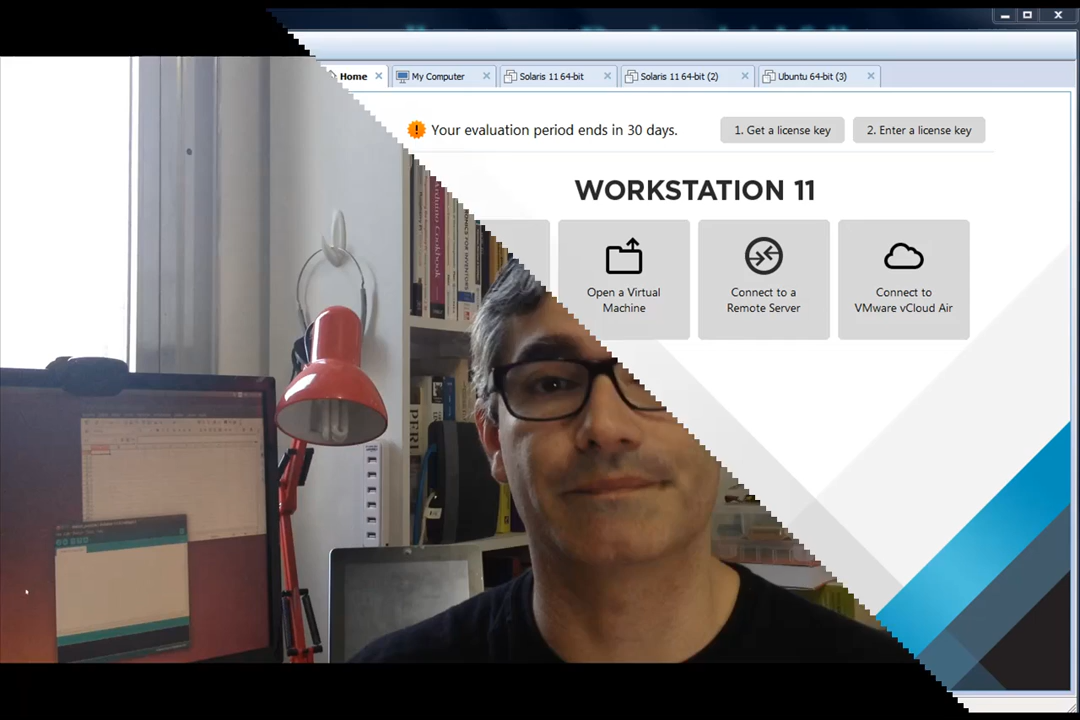 Home
My Computer
Solaris 11 64-bit
Solaris 11 64-bit (2)
Ubuntu 64-bit (3)
Your evaluation period ends in 30 days.
1. Get a license key
2. Enter a license key
WORKSTATION 11
Open a Virtual
Machine
Connect to a
Remote Server
Connect to
VMware vCloud Air
Arduino Cookbook